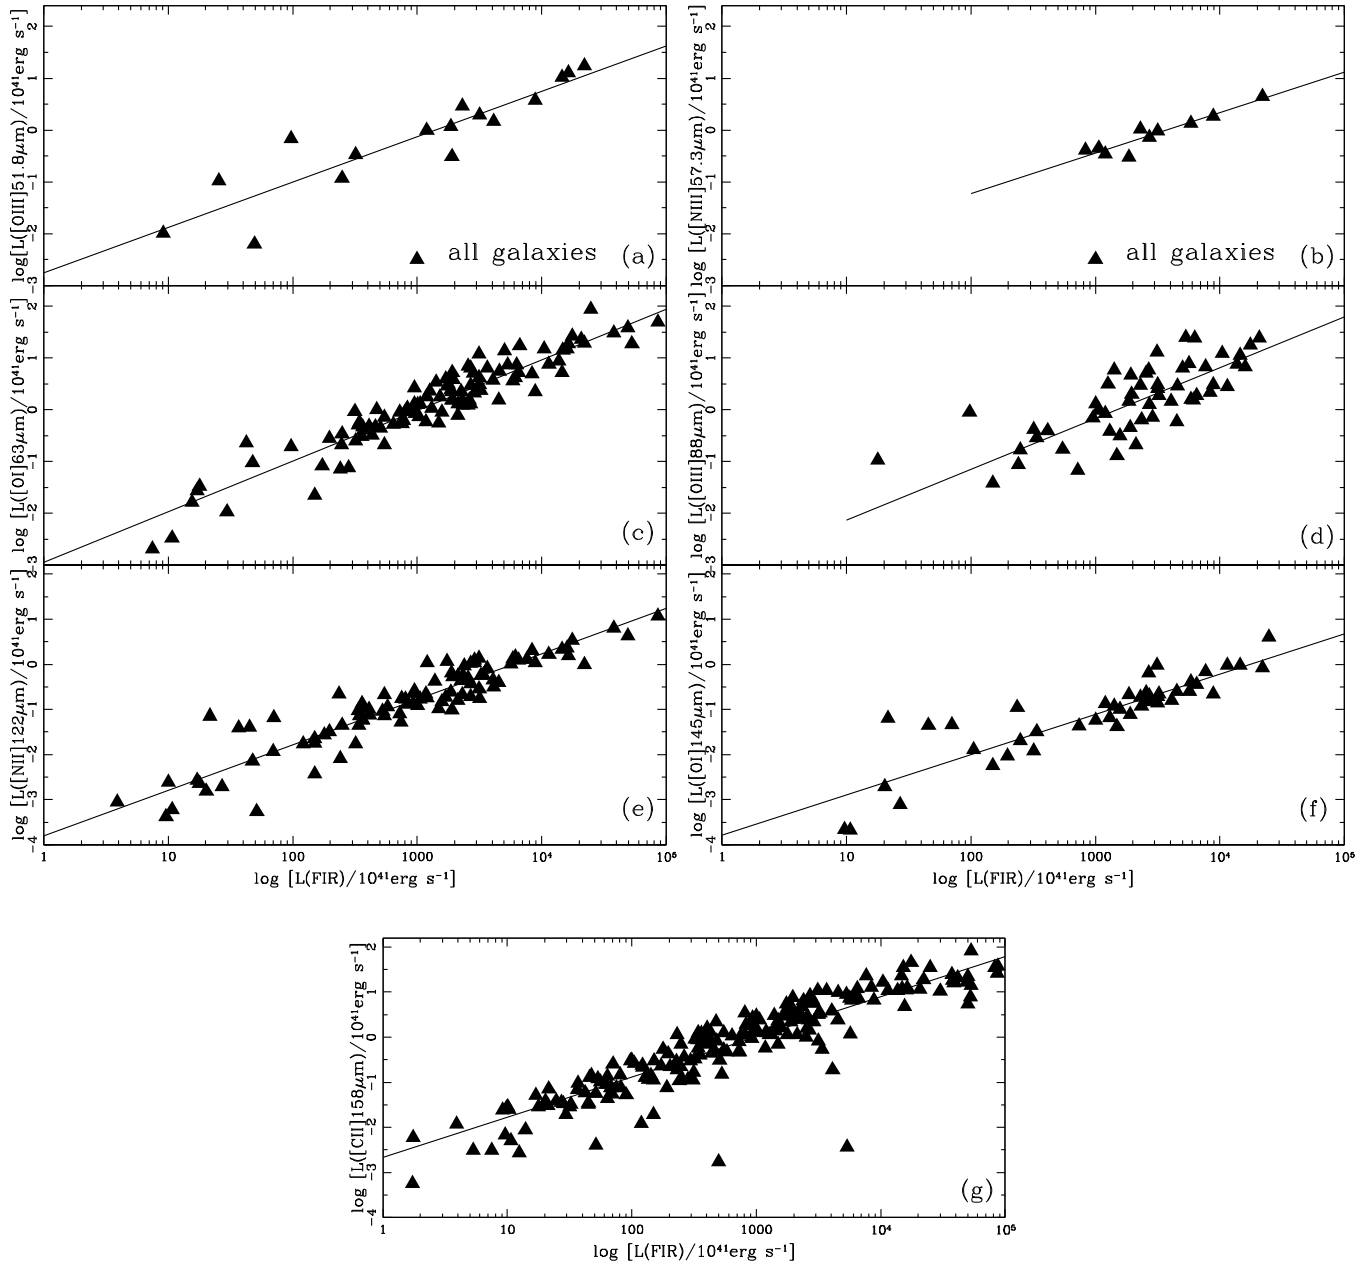 log[L([OIII]51.8μm)/10⁴¹erg s⁻¹]
2
1
0
-1
-2
-3
all galaxies (a)
log [L([NIII]57.3μm)/10⁴¹erg s⁻¹]
2
1
0
-1
-2
-3
all galaxies (b)
log [L([OI]63μm)/10⁴¹erg s⁻¹]
2
1
0
-1
-2
-3
(c)
log [L([OIII]88μm)/10⁴¹erg s⁻¹]
2
1
0
-1
-2
-3
(d)
log [L([NII]122μm)/10⁴¹erg s⁻¹]
2
1
0
-1
-2
-3
-4
(e)
1 10 100 1000 10⁴ 10⁵
log [L(FIR)/10⁴¹erg s⁻¹]
log [L([OI]145μm)/10⁴¹erg s⁻¹]
2
1
0
-1
-2
-3
-4
(f)
1 10 100 1000 10⁴ 10⁵
log [L(FIR)/10⁴¹erg s⁻¹]
log [L([CII]158μm)/10⁴¹erg s⁻¹]
2
1
0
-1
-2
-3
-4
(g)
1 10 100 1000 10⁴ 10⁵
log [L(FIR)/10⁴¹erg s⁻¹]